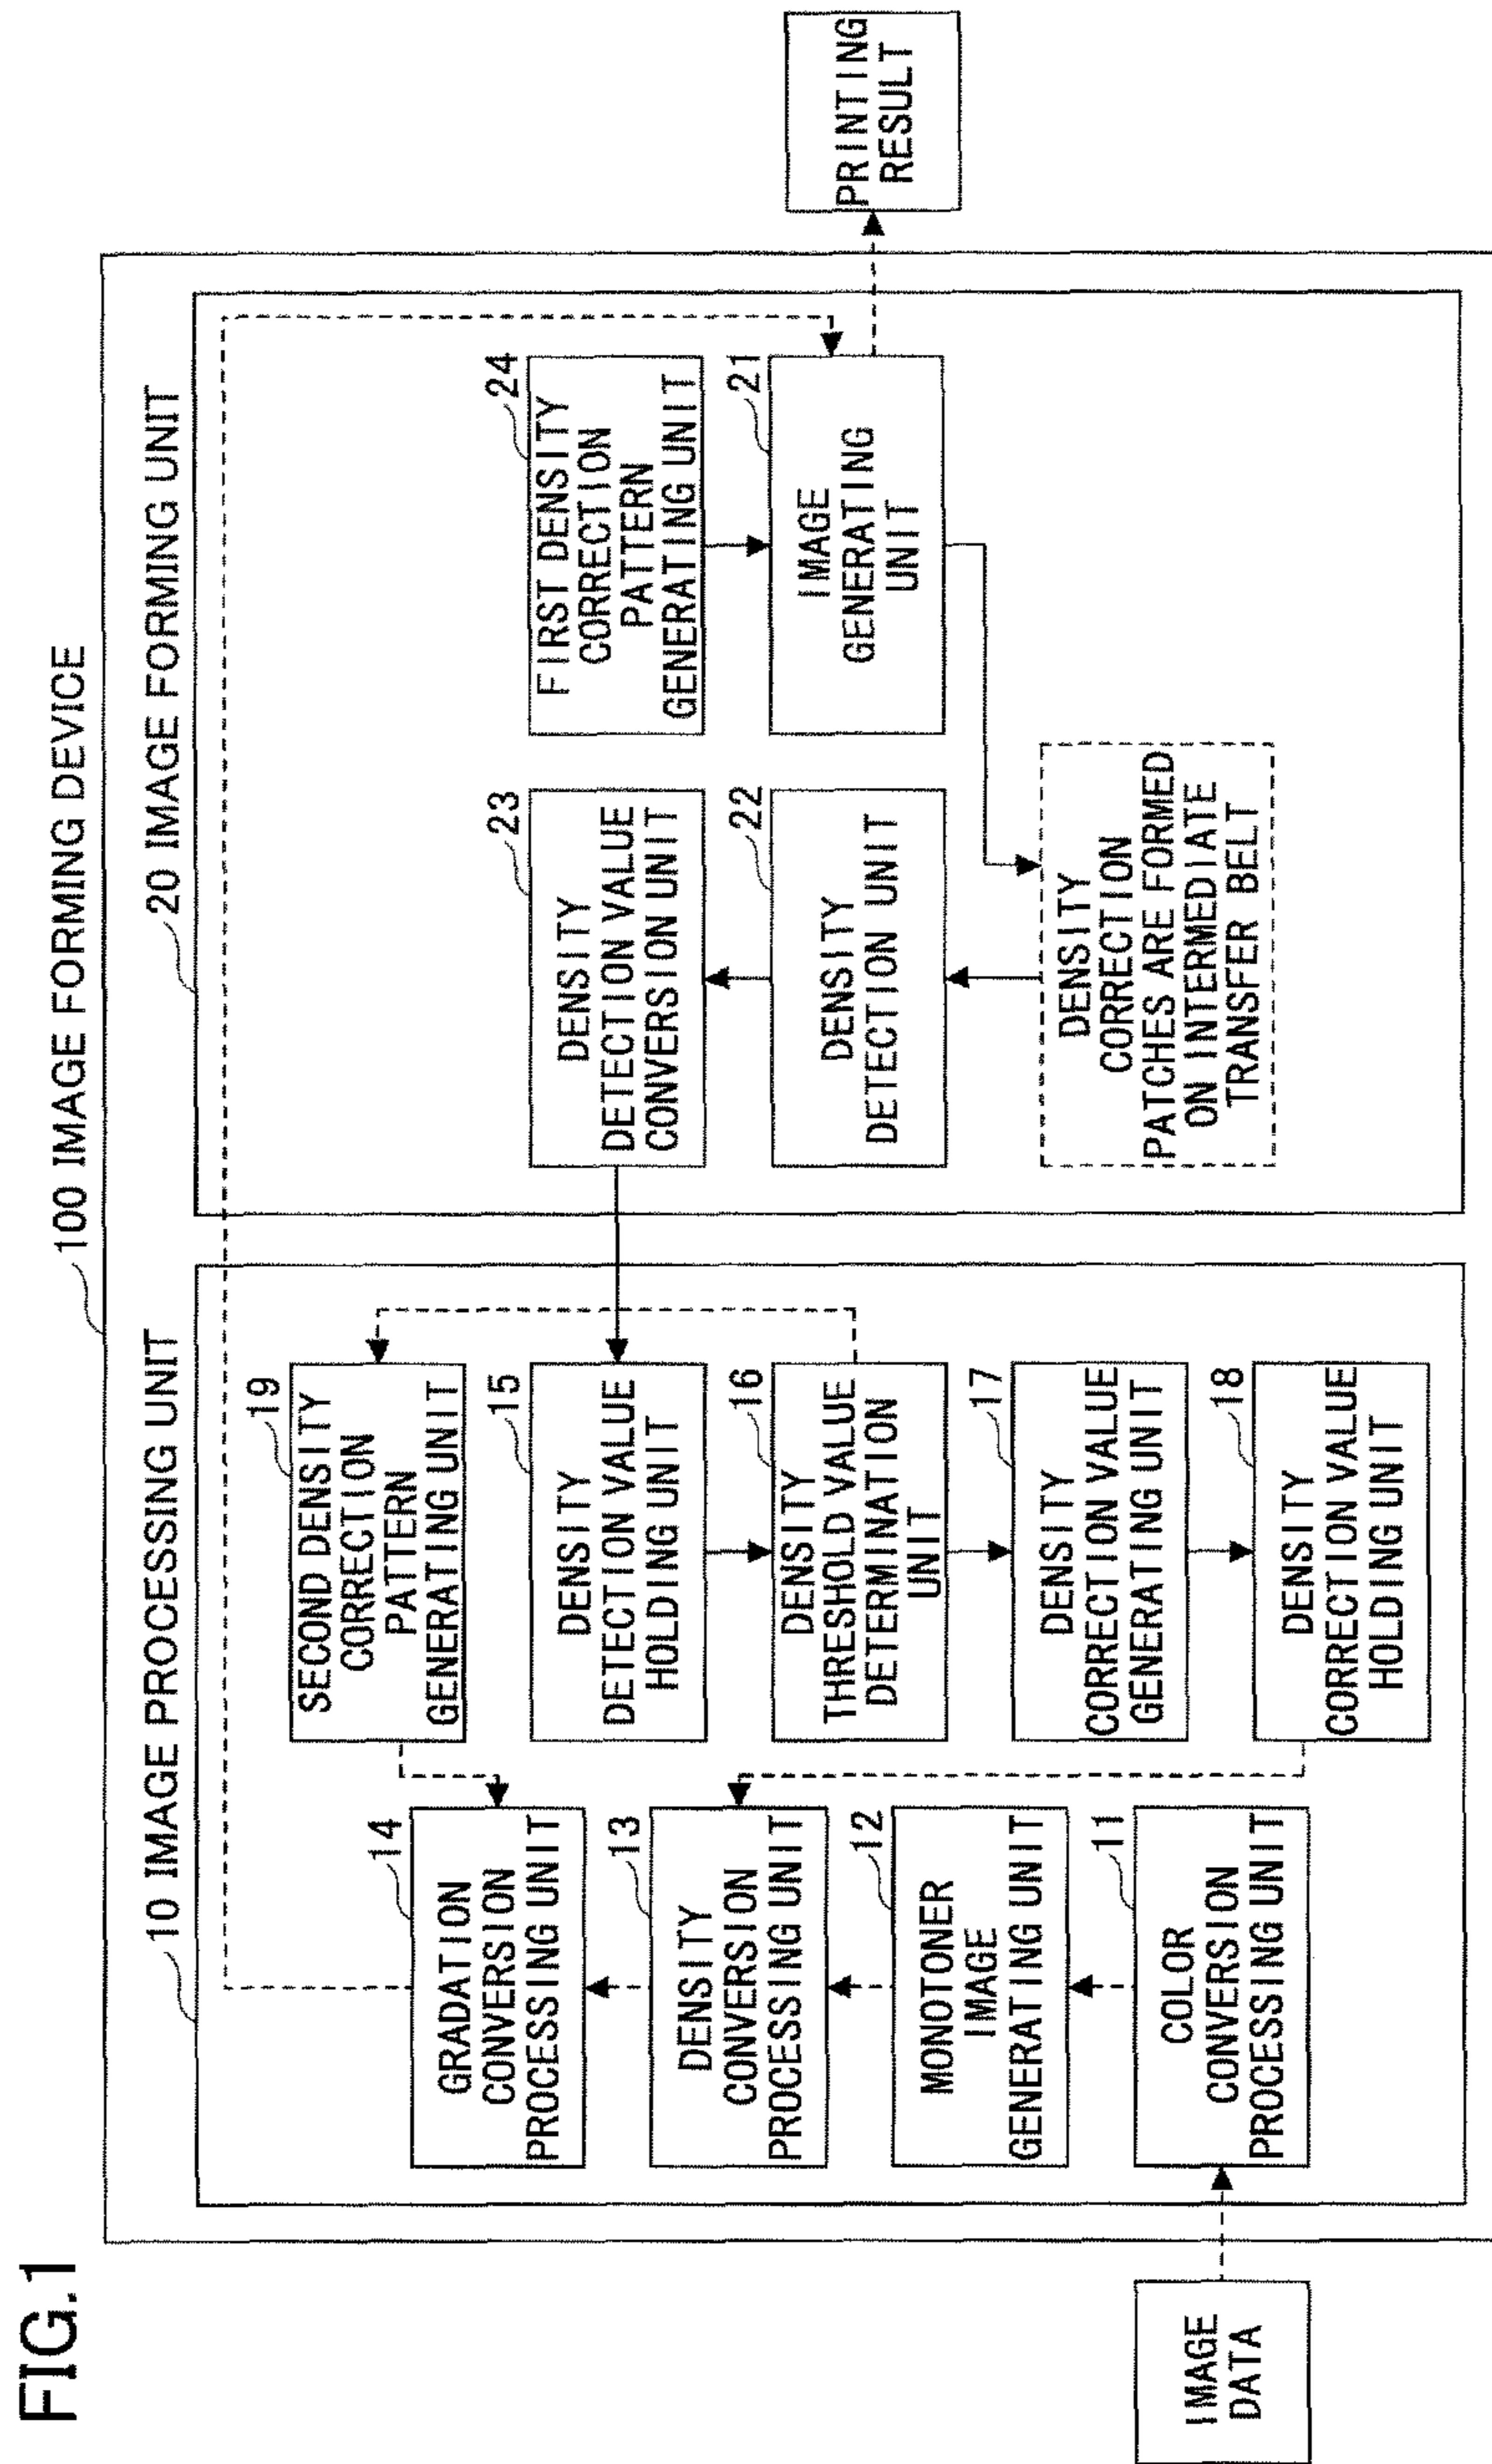 FIG.1
100 IMAGE FORMING DEVICE
10 IMAGE PROCESSING UNIT
20 IMAGE FORMING UNIT
14
GRADATION
CONVERSION
PROCESSING UNIT
13
DENSITY
CONVERSION
PROCESSING UNIT
12
MONOTONER
IMAGE
GENERATING UNIT
11
COLOR
CONVERSION
PROCESSING UNIT
IMAGE
DATA
19
SECOND DENSITY
CORRECTION
PATTERN
GENERATING UNIT
15
DENSITY
DETECTION VALUE
HOLDING UNIT
16
DENSITY
THRESHOLD VALUE
DETERMINATION
UNIT
17
DENSITY
CORRECTION VALUE
GENERATING UNIT
18
DENSITY
CORRECTION VALUE
HOLDING UNIT
23
DENSITY
DETECTION VALUE
CONVERSION UNIT
22
DENSITY
DETECTION UNIT
DENSITY
CORRECTION
PATCHES ARE FORMED
ON INTERMEDIATE
TRANSFER BELT
24
FIRST DENSITY
CORRECTION
PATTERN
GENERATING UNIT
21
IMAGE
GENERATING
UNIT
PRINTING
RESULT